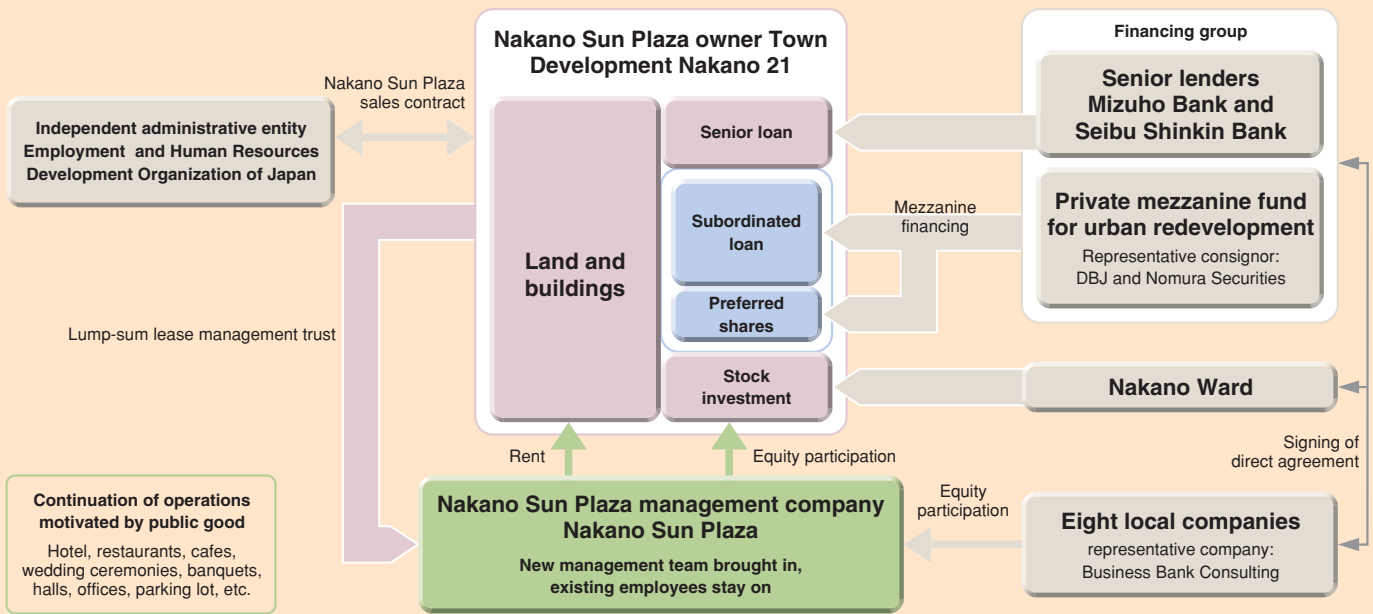 Nakano Sun Plaza owner Town
Development Nakano 21
Financing group
Nakano Sun Plaza
sales contract
Independent administrative entity
Employment and Human Resources
Development Organization of Japan
Land and
buildings
Senior loan
Subordinated
loan
Preferred
shares
Stock
investment
Senior lenders
Mizuho Bank and
Seibu Shinkin Bank
Mezzanine
financing
Private mezzanine fund
for urban redevelopment
Representative consignor:
DBJ and Nomura Securities
Lump-sum lease management trust
Nakano Ward
Rent
Equity participation
Signing of
direct agreement
Continuation of operations
motivated by public good
Hotel, restaurants, cafes,
wedding ceremonies, banquets,
halls, offices, parking lot, etc.
Nakano Sun Plaza management company
Nakano Sun Plaza
New management team brought in,
existing employees stay on
Equity
participation
Eight local companies
representative company:
Business Bank Consulting